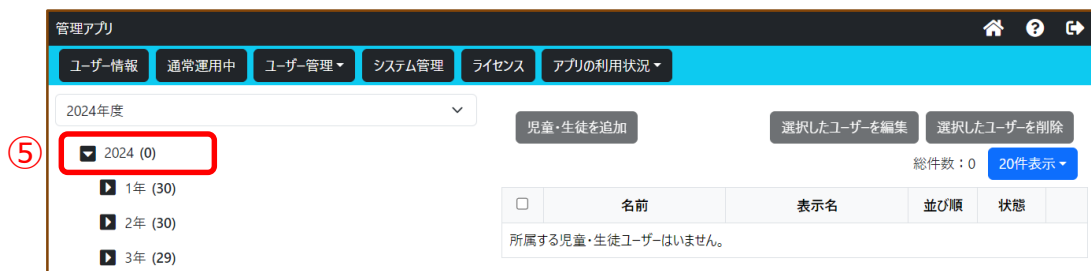 管理アプリ
ユーザー情報 通常運用中 ユーザー管理 システム管理 ライセンス アプリの利用状況
2024年度
児童・生徒を追加 選択したユーザーを編集 選択したユーザーを削除
⑤ 2024 (0)
総件数：0 20件表示
1年 (30)
名前 表示名 並び順 状態
2年 (30)
所属する児童・生徒ユーザーはいません。
3年 (29)